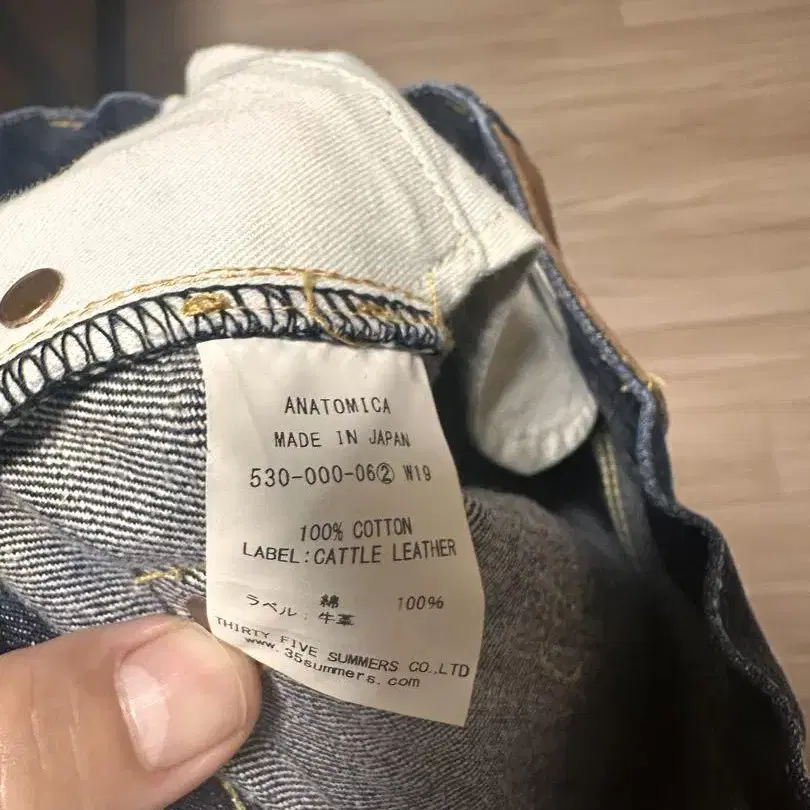 ANATOMICA
MADE IN JAPAN
530-000-06② W19
100% COTTON
LABEL:CATTLE LEATHER
綿 100%
ラベル:牛革
THIRTY FIVE SUMMERS CO.,LTD
www.35summers.com